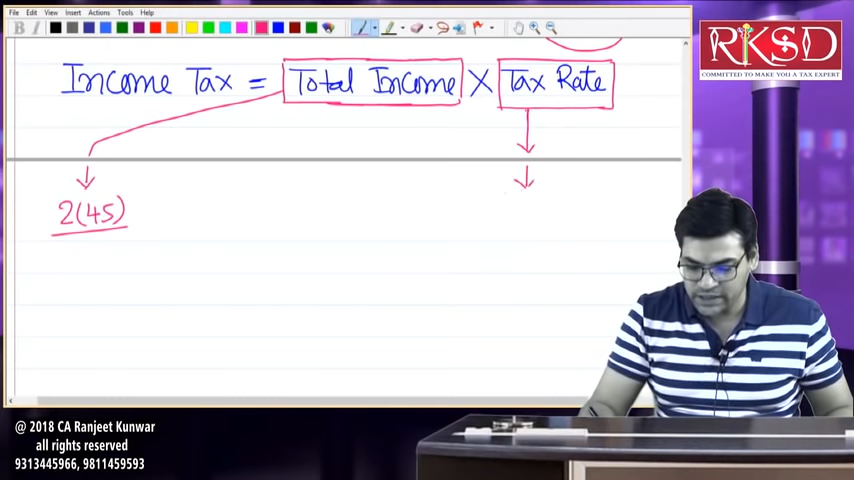 File Edit View Insert Actions Tools Help
B I
RKSD
COMMITTED TO MAKE YOU A TAX EXPERT
Income Tax = Total Income X Tax Rate
2(45)
@ 2018 CA Ranjeet Kunwar
all rights reserved
9313445966, 9811459593